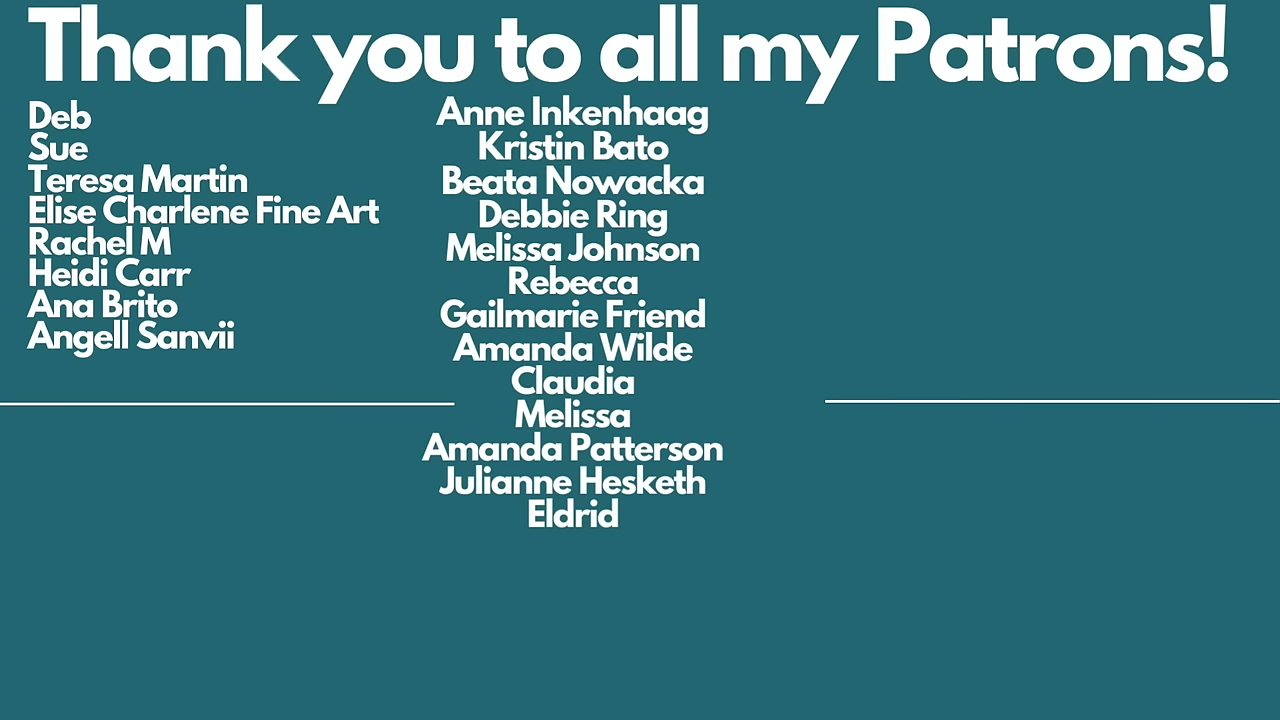 Thank you to all my Patrons!
Deb
Sue
Teresa Martin
Elise Charlene Fine Art
Rachel M
Heidi Carr
Ana Brito
Angell Sanvii
Anne Inkenhaag
Kristin Bato
Beata Nowacka
Debbie Ring
Melissa Johnson
Rebecca
Gailmarie Friend
Amanda Wilde
Claudia
Melissa
Amanda Patterson
Julianne Hesketh
Eldrid